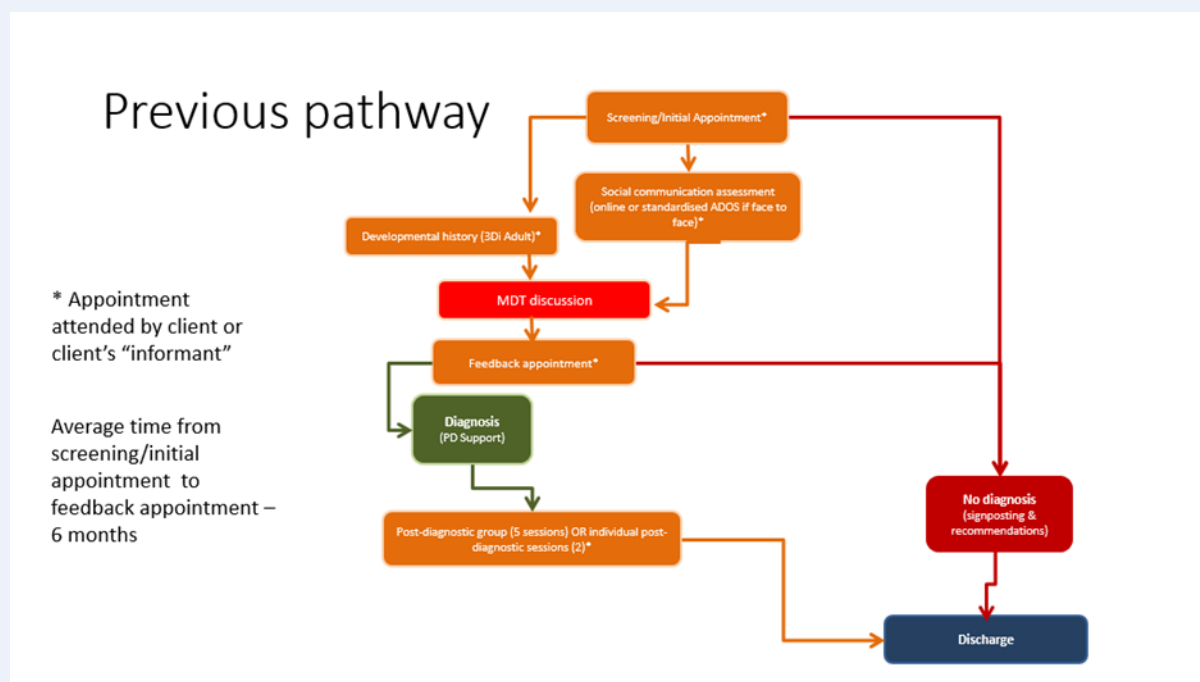 Previous pathway
Screening/Initial Appointment*
Social communication assessment
(online or standardised ADOS if face to
face)*
Developmental history (3Di Adult)*
MDT discussion
* Appointment
attended by client or
client's "informant"
Feedback appointment*
Diagnosis
(PD Support)
Average time from
screening/initial
appointment to
feedback appointment –
6 months
No diagnosis
(signposting &
recommendations)
Post-diagnostic group (5 sessions) OR individual post-
diagnostic sessions (2)*
Discharge